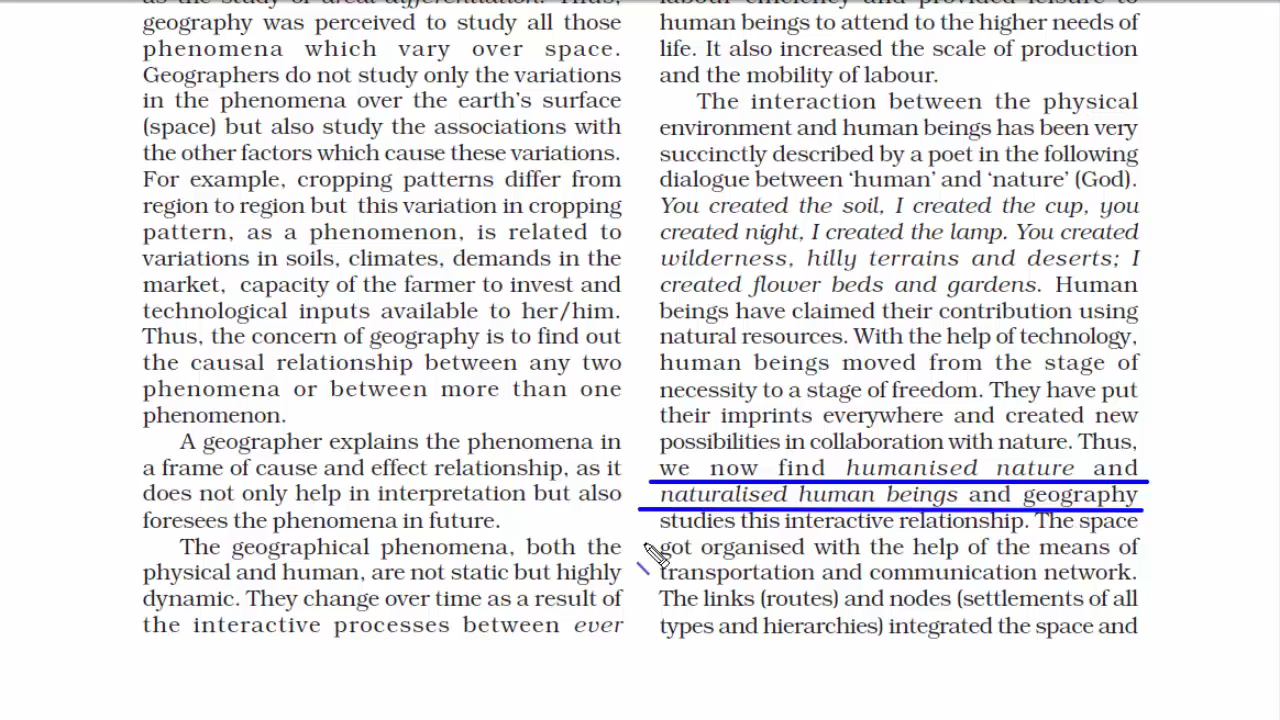 geography was perceived to study all those
phenomena which vary over space.
Geographers do not study only the variations
in the phenomena over the earth's surface
(space) but also study the associations with
the other factors which cause these variations.
For example, cropping patterns differ from
region to region but this variation in cropping
pattern, as a phenomenon, is related to
variations in soils, climates, demands in the
market, capacity of the farmer to invest and
technological inputs available to her/him.
Thus, the concern of geography is to find out
the causal relationship between any two
phenomena or between more than one
phenomenon.
A geographer explains the phenomena in
a frame of cause and effect relationship, as it
does not only help in interpretation but also
foresees the phenomena in future.
The geographical phenomena, both the
physical and human, are not static but highly
dynamic. They change over time as a result of
the interactive processes between ever
human beings to attend to the higher needs of
life. It also increased the scale of production
and the mobility of labour.
The interaction between the physical
environment and human beings has been very
succinctly described by a poet in the following
dialogue between ‘human’ and ‘nature’ (God).
You created the soil, I created the cup, you
created night, I created the lamp. You created
wilderness, hilly terrains and deserts; I
created flower beds and gardens. Human
beings have claimed their contribution using
natural resources. With the help of technology,
human beings moved from the stage of
necessity to a stage of freedom. They have put
their imprints everywhere and created new
possibilities in collaboration with nature. Thus,
we now find humanised nature and
naturalised human beings and geography
studies this interactive relationship. The space
got organised with the help of the means of
transportation and communication network.
The links (routes) and nodes (settlements of all
types and hierarchies) integrated the space and